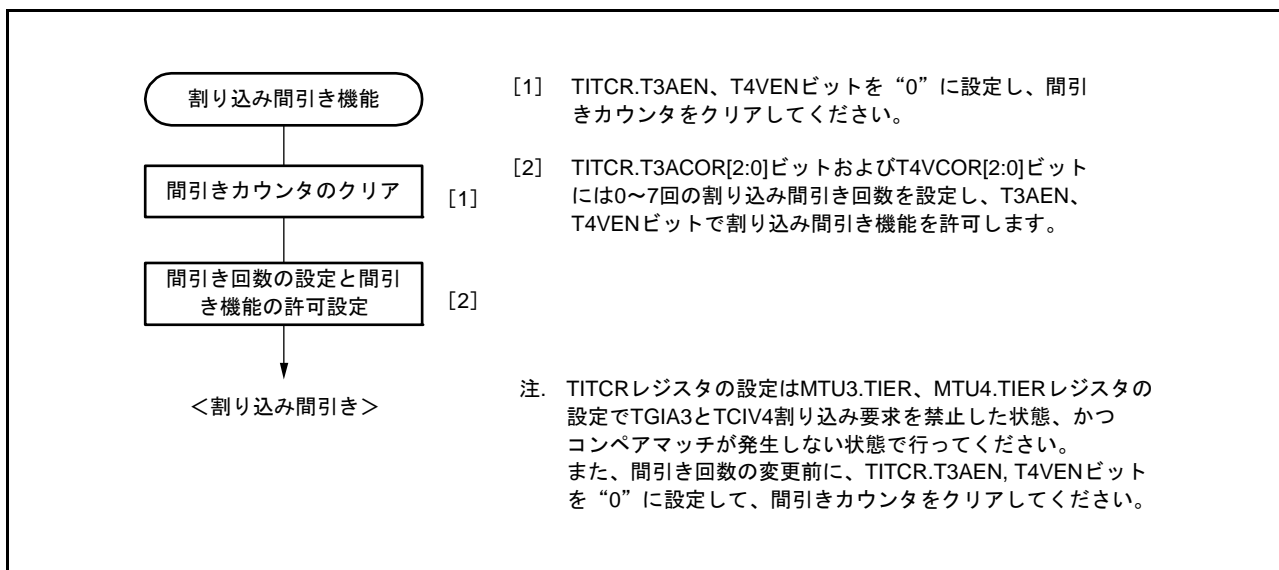 割り込み間引き機能
間引きカウンタのクリア
[1]
間引き回数の設定と間引
き機能の許可設定
[2]
＜割り込み間引き＞
[1] TITCR.T3AEN、T4VENビットを“0”に設定し、間引
きカウンタをクリアしてください。
[2] TITCR.T3ACOR[2:0]ビットおよびT4VCOR[2:0]ビット
には0～7回の割り込み間引き回数を設定し、T3AEN、
T4VENビットで割り込み間引き機能を許可します。
注. TITCRレジスタの設定はMTU3.TIER、MTU4.TIERレジスタの
設定でTGIA3とTCIV4割り込み要求を禁止した状態、かつ
コンペアマッチが発生しない状態で行ってください。
また、間引き回数の変更前に、TITCR.T3AEN, T4VENビット
を“0”に設定して、間引きカウンタをクリアしてください。